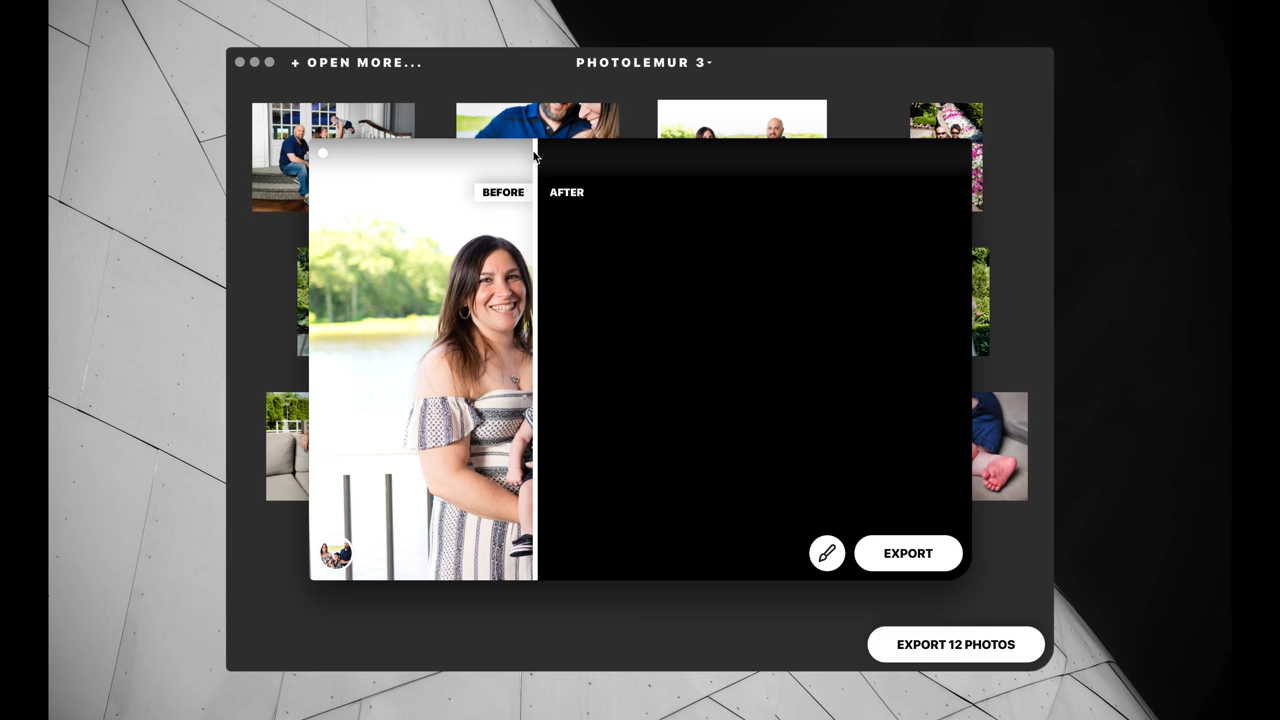 + OPEN MORE...
PHOTOLEMUR 3
BEFORE
AFTER
EXPORT
EXPORT 12 PHOTOS